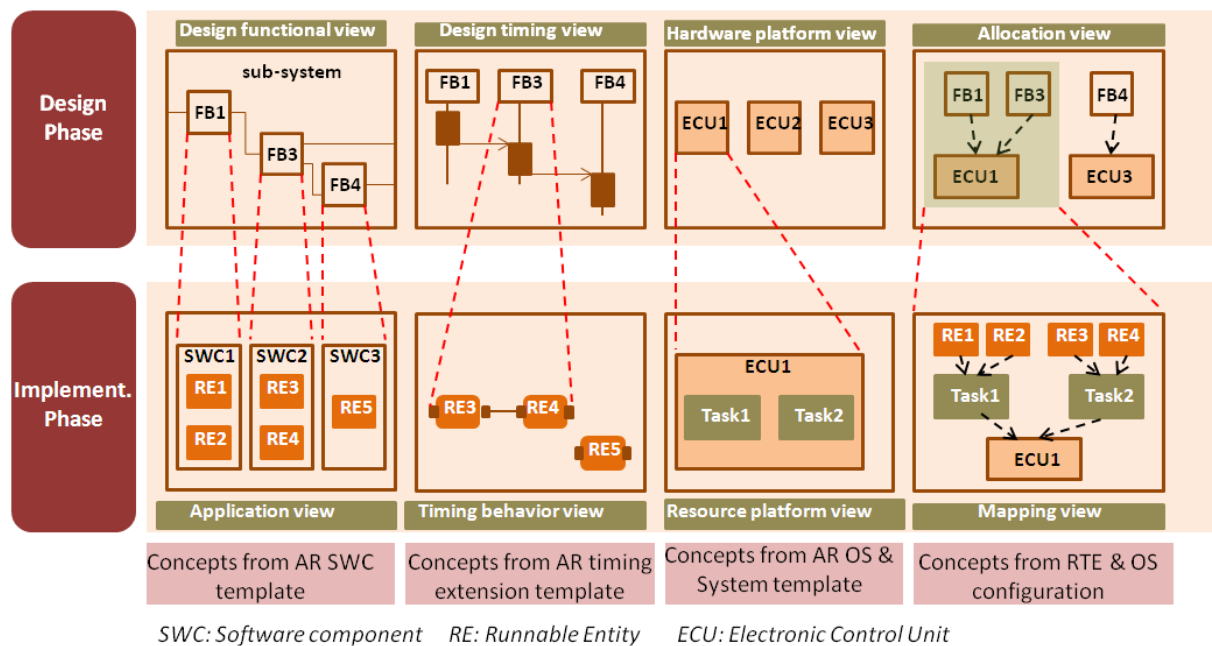 Design Phase
Design functional view
Design timing view
Hardware platform view
Allocation view
sub-system
FB1
FB3
FB4
FB1
FB3
FB4
ECU1
ECU2
ECU3
FB1
FB3
FB4
ECU1
ECU3
Implement.
Phase
SWC1
SWC2
SWC3
RE1
RE3
RE5
RE2
RE4
RE3
RE4
RE5
ECU1
Task1
Task2
RE1
RE2
RE3
RE4
Task1
Task2
ECU1
Application view
Timing behavior view
Resource platform view
Mapping view
Concepts from AR SWC
template
Concepts from AR timing
extension template
Concepts from AR OS &
System template
Concepts from RTE & OS
configuration
SWC: Software component
RE: Runnable Entity
ECU: Electronic Control Unit